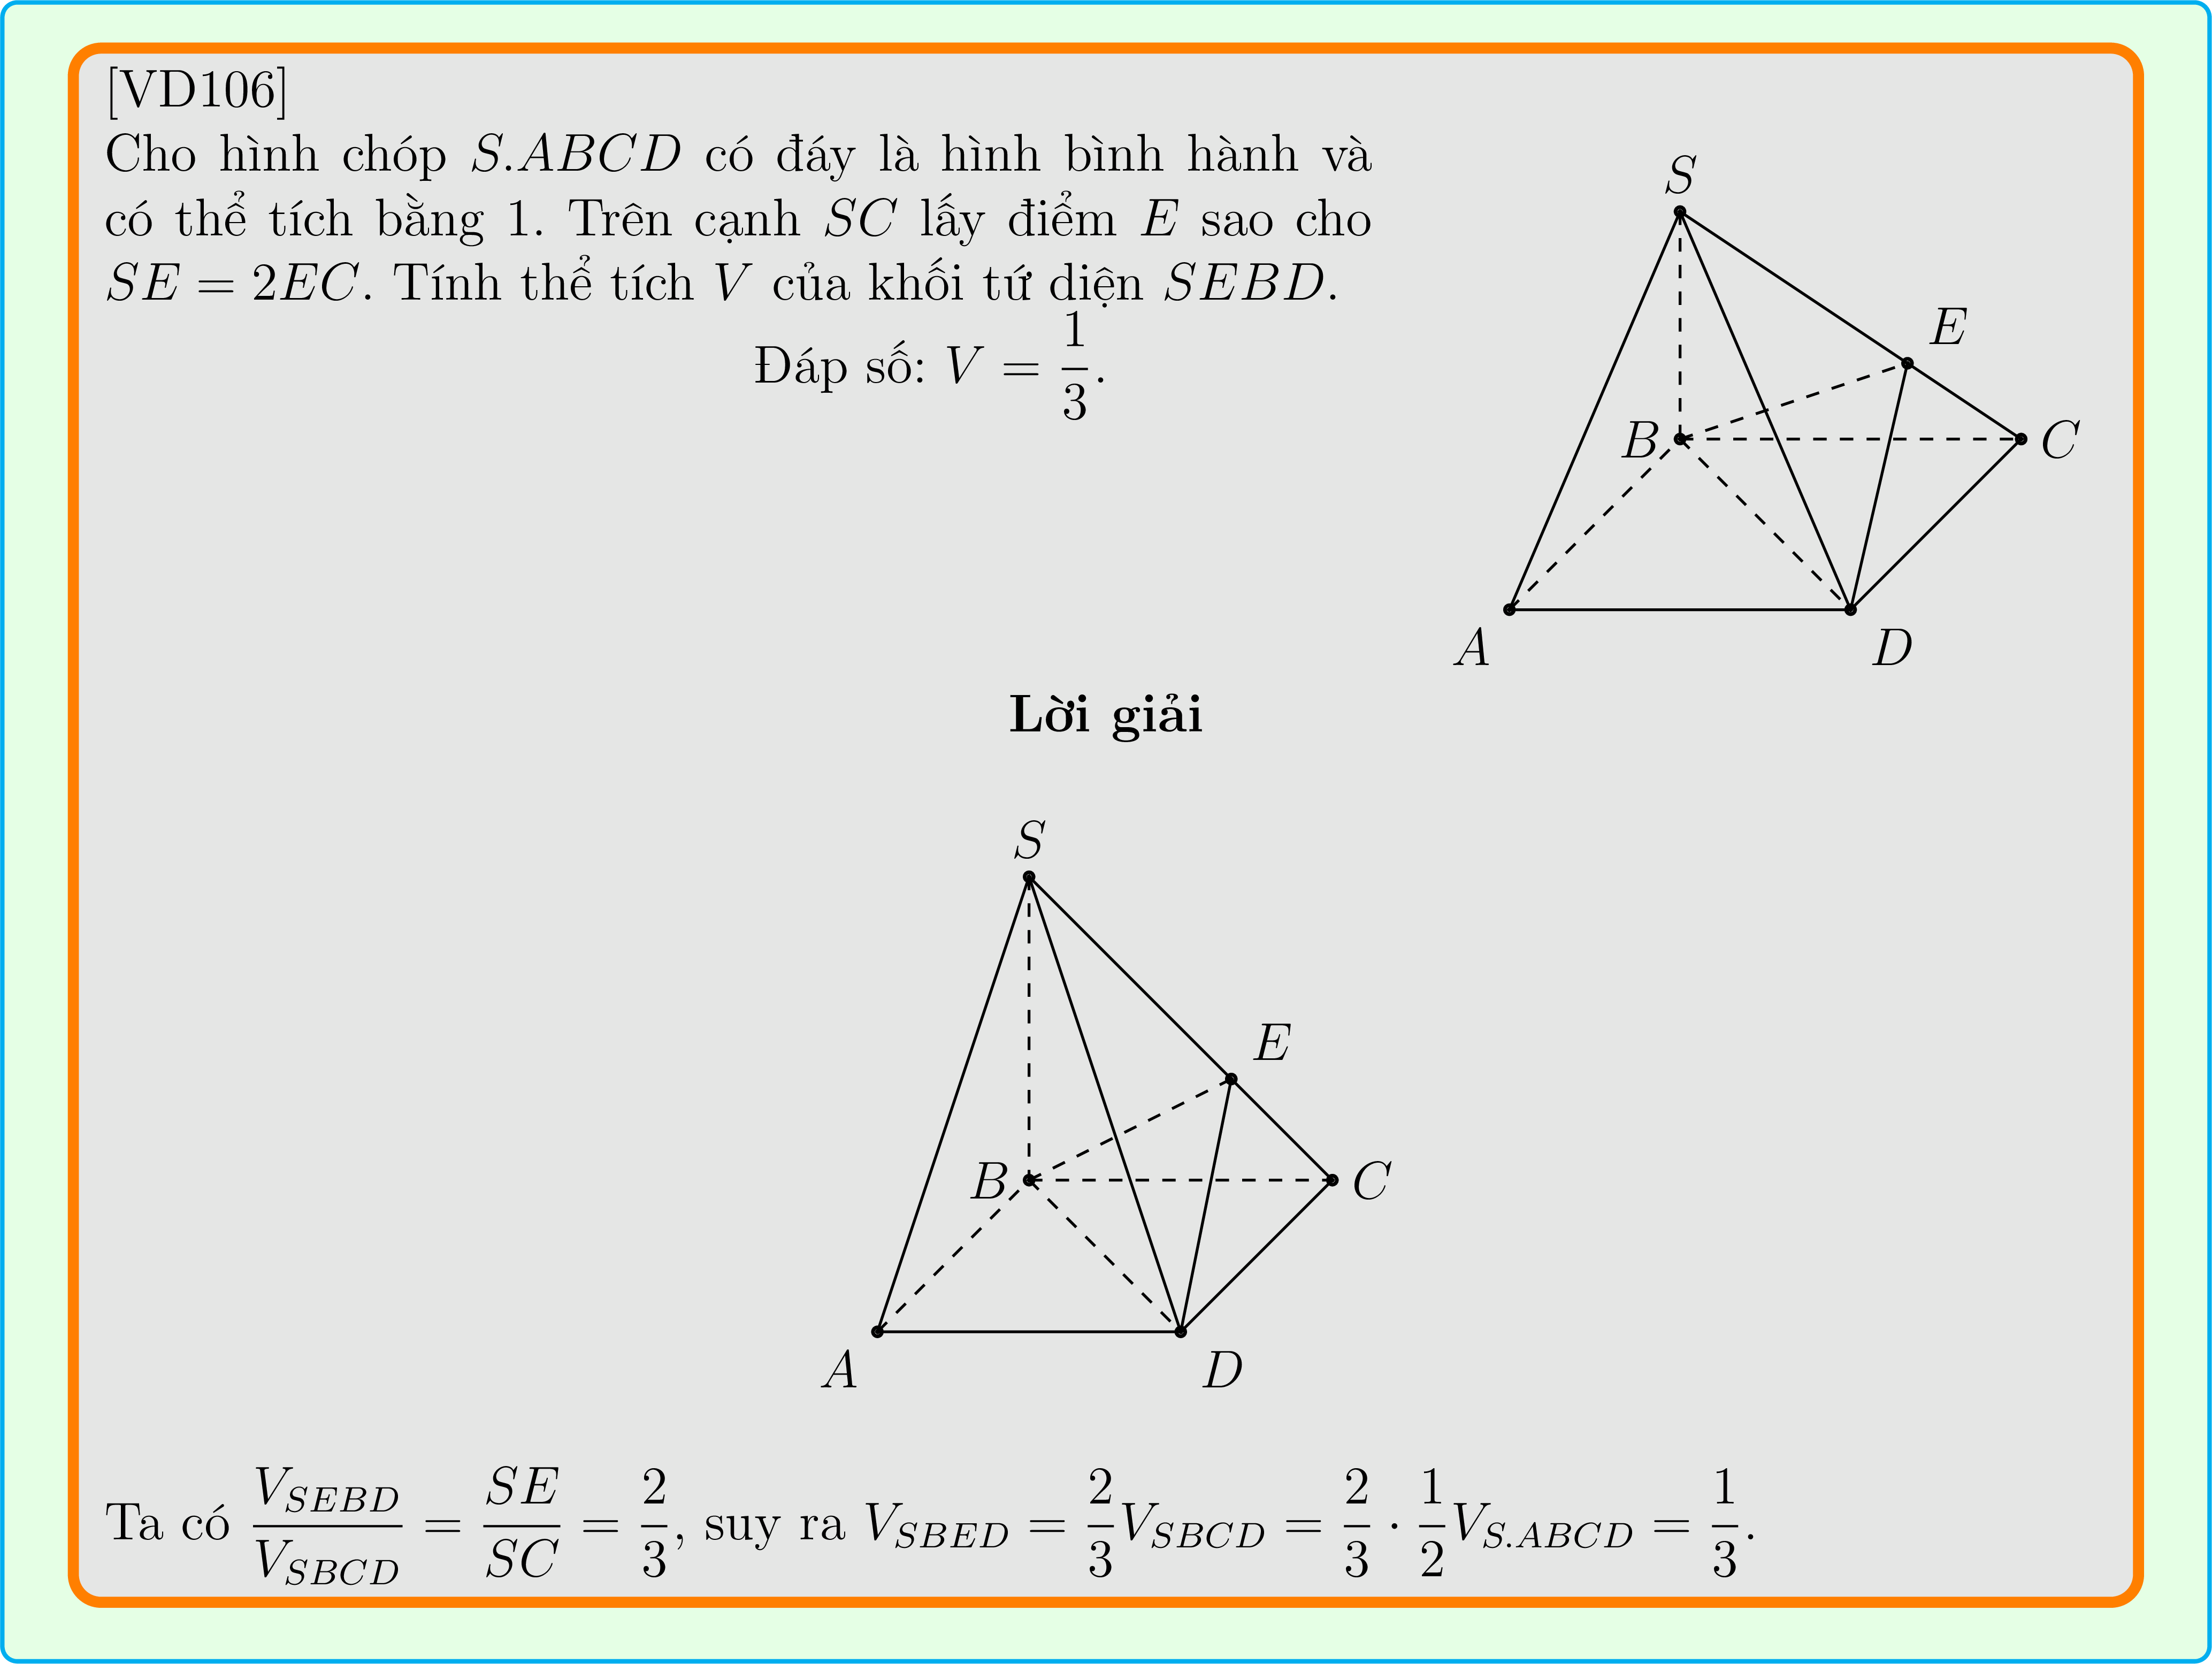 [VD106]
Cho hình chóp S.ABCD có đáy là hình bình hành và
có thể tích bằng 1. Trên cạnh SC lấy điểm E sao cho
SE = 2EC. Tính thể tích V của khối tứ diện SEBD.
Đáp số: V = \frac{1}{3}.
S
E
B
C
A
D
Lời giải
S
E
B
C
A
D
Ta có \frac{V_{SEBD}}{V_{SBCD}} = \frac{SE}{SC} = \frac{2}{3}, suy ra V_{SBED} = \frac{2}{3}V_{SBCD} = \frac{2}{3} \cdot \frac{1}{2}V_{S.ABCD} = \frac{1}{3}.